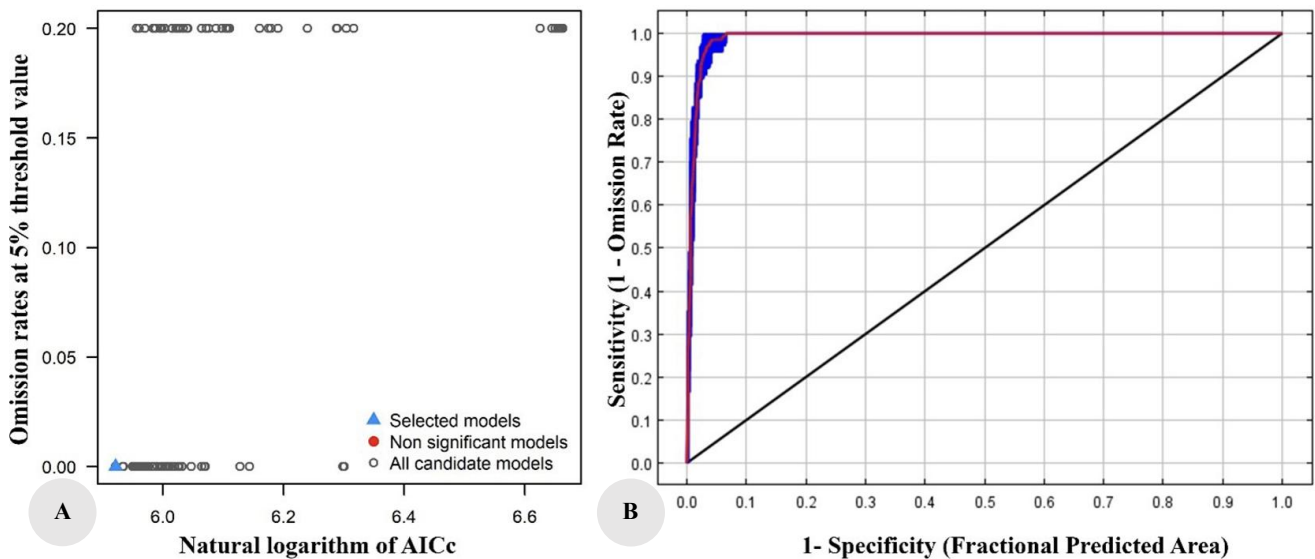 Omission rates at 5% threshold value
0.20
0.15
0.10
0.05
0.00
Selected models
Non significant models
All candidate models
A
6.0 6.2 6.4 6.6
Natural logarithm of AICc
Sensitivity (1 - Omission Rate)
1.0
0.9
0.8
0.7
0.6
0.5
0.4
0.3
0.2
0.1
0.0
B
0.0 0.1 0.2 0.3 0.4 0.5 0.6 0.7 0.8 0.9 1.0
1- Specificity (Fractional Predicted Area)